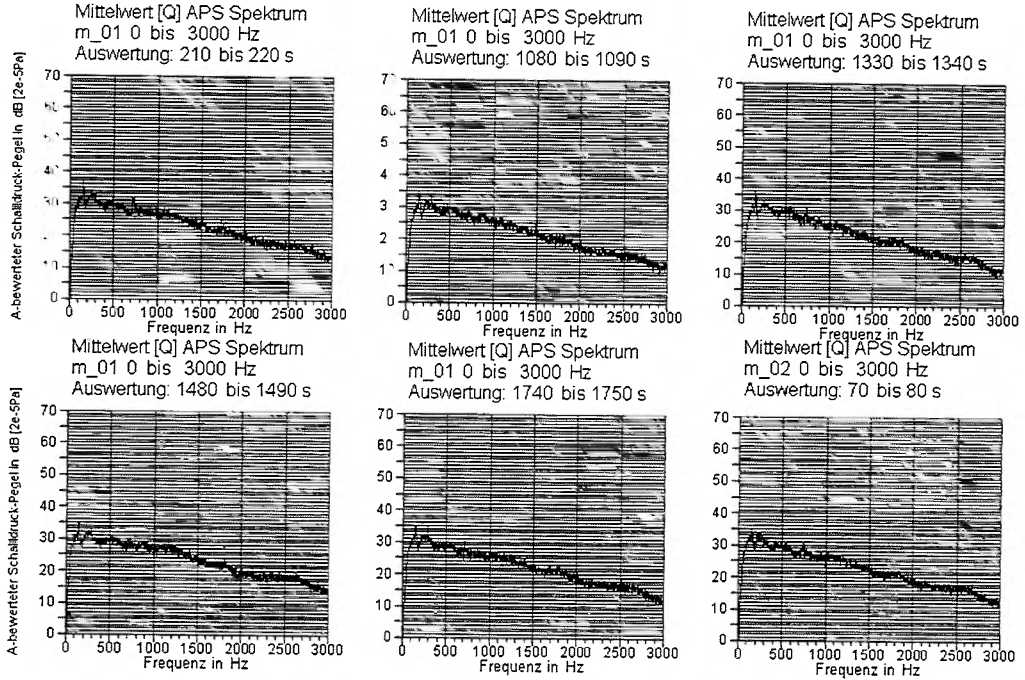 Mittelwert [Q] APS Spektrum
m_01 0 bis 3000 Hz
Auswertung: 210 bis 220 s
A-bewerteter Schalldruck-Pegel in dB [2e-5Pa]
70
30
20
0
0 500 1000 1500 2000 2500 3000
Frequenz in Hz
Mittelwert [Q] APS Spektrum
m_01 0 bis 3000 Hz
Auswertung: 1080 bis 1090 s
0 500 1000 1500 2000 2500 3000
Frequenz in Hz
Mittelwert [Q] APS Spektrum
m_01 0 bis 3000 Hz
Auswertung: 1330 bis 1340 s
70
60
50
40
30
20
10
0
0 500 1000 1500 2000 2500 3000
Frequenz in Hz
Mittelwert [Q] APS Spektrum
m_01 0 bis 3000 Hz
Auswertung: 1480 bis 1490 s
A-bewerteter Schalldruck-Pegel in dB [2e-5Pa]
70
60
50
40
30
20
10
0
0 500 1000 1500 2000 2500 3000
Frequenz in Hz
Mittelwert [Q] APS Spektrum
m_01 0 bis 3000 Hz
Auswertung: 1740 bis 1750 s
70
60
50
40
30
20
10
0
0 500 1000 1500 2000 2500 3000
Frequenz in Hz
Mittelwert [Q] APS Spektrum
m_02 0 bis 3000 Hz
Auswertung: 70 bis 80 s
70
60
50
40
30
20
10
0
0 500 1000 1500 2000 2500 3000
Frequenz in Hz